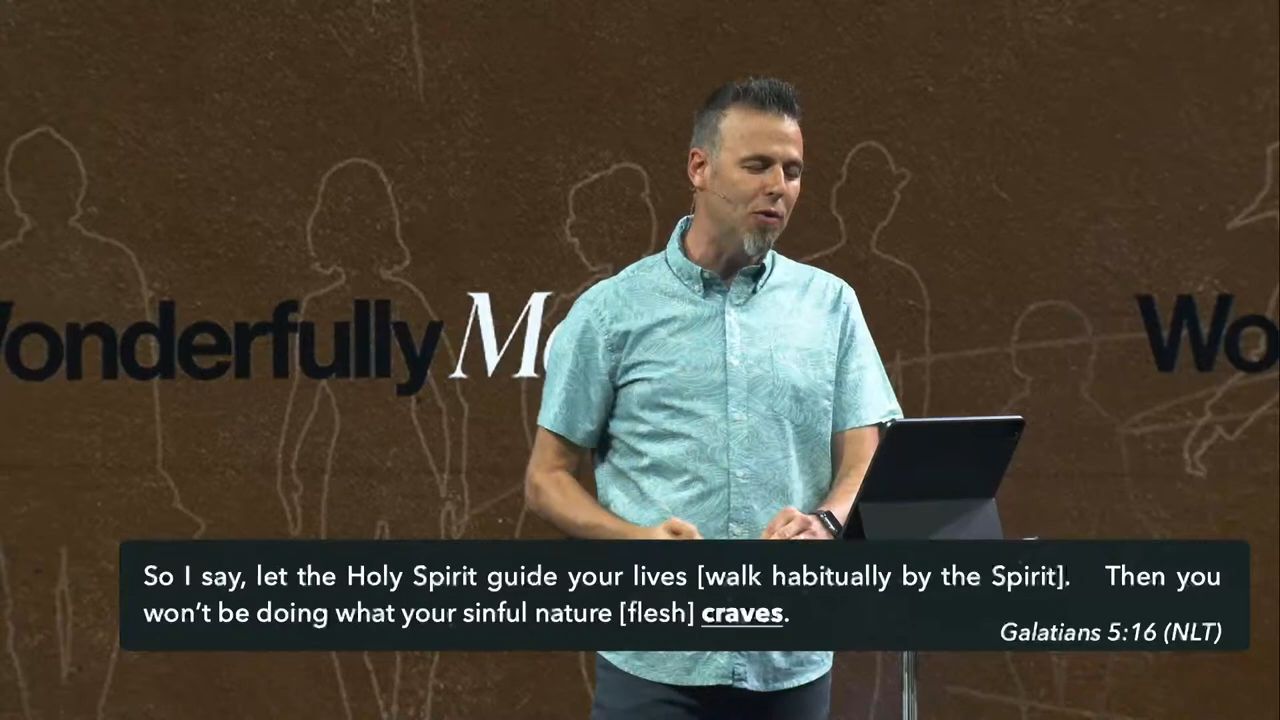 Wonderfully M
Wo
So I say, let the Holy Spirit guide your lives [walk habitually by the Spirit]. Then you
won't be doing what your sinful nature [flesh] craves.
Galatians 5:16 (NLT)